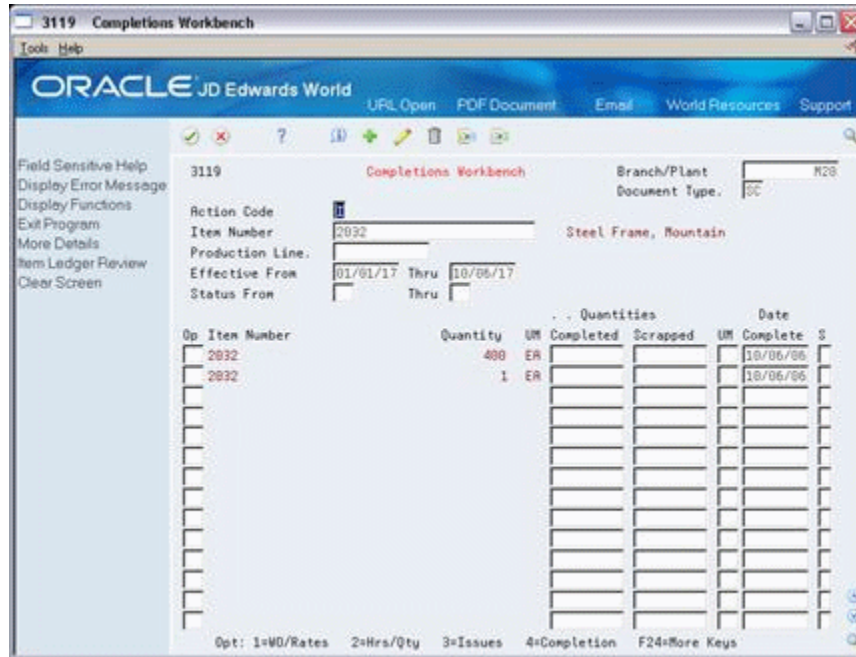 3119 Completions Workbench
Tools Help
ORACLE JD Edwards World
URL Open PDF Document Email World Resources Support
Field Sensitive Help
Display Error Message
Display Functions
Exit Program
More Details
Item Ledger Review
Clear Screen
3119 Completions Workbench Branch/Plant M28
Document Type. SC
Action Code I
Item Number 2032 Steel Frame, Mountain
Production Line.
Effective From 01/01/17 Thru 10/06/17
Status From Thru
. . Quantities Date
Op Item Number Quantity UM Completed Scrapped UM Complete S
2032 400 EA 10/06/06
2032 1 EA 10/06/06
Opt: 1=WO/Rates 2=Hrs/Qty 3=Issues 4=Completion F24=More Keys